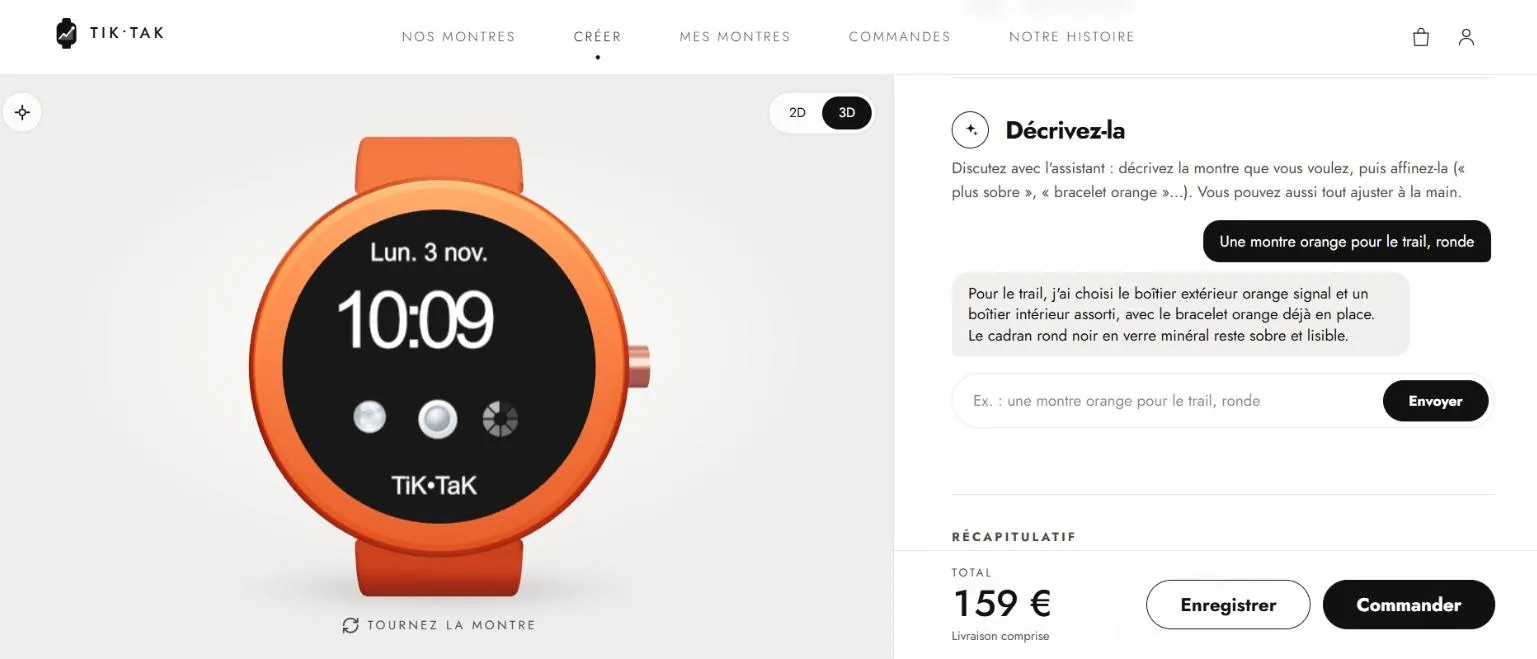 TIK·TAK
NOS MONTRES
CRÉER
MES MONTRES
COMMANDES
NOTRE HISTOIRE
2D
3D
Lun. 3 nov.
10:09
TiK•TaK
TOURNEZ LA MONTRE
Décrivez-la
Discutez avec l'assistant : décrivez la montre que vous voulez, puis affinez-la («
plus sobre », « bracelet orange »…). Vous pouvez aussi tout ajuster à la main.
Une montre orange pour le trail, ronde
Pour le trail, j'ai choisi le boîtier extérieur orange signal et un
boîtier intérieur assorti, avec le bracelet orange déjà en place.
Le cadran rond noir en verre minéral reste sobre et lisible.
Ex. : une montre orange pour le trail, ronde
Envoyer
RÉCAPITULATIF
TOTAL
159 €
Livraison comprise
Enregistrer
Commander